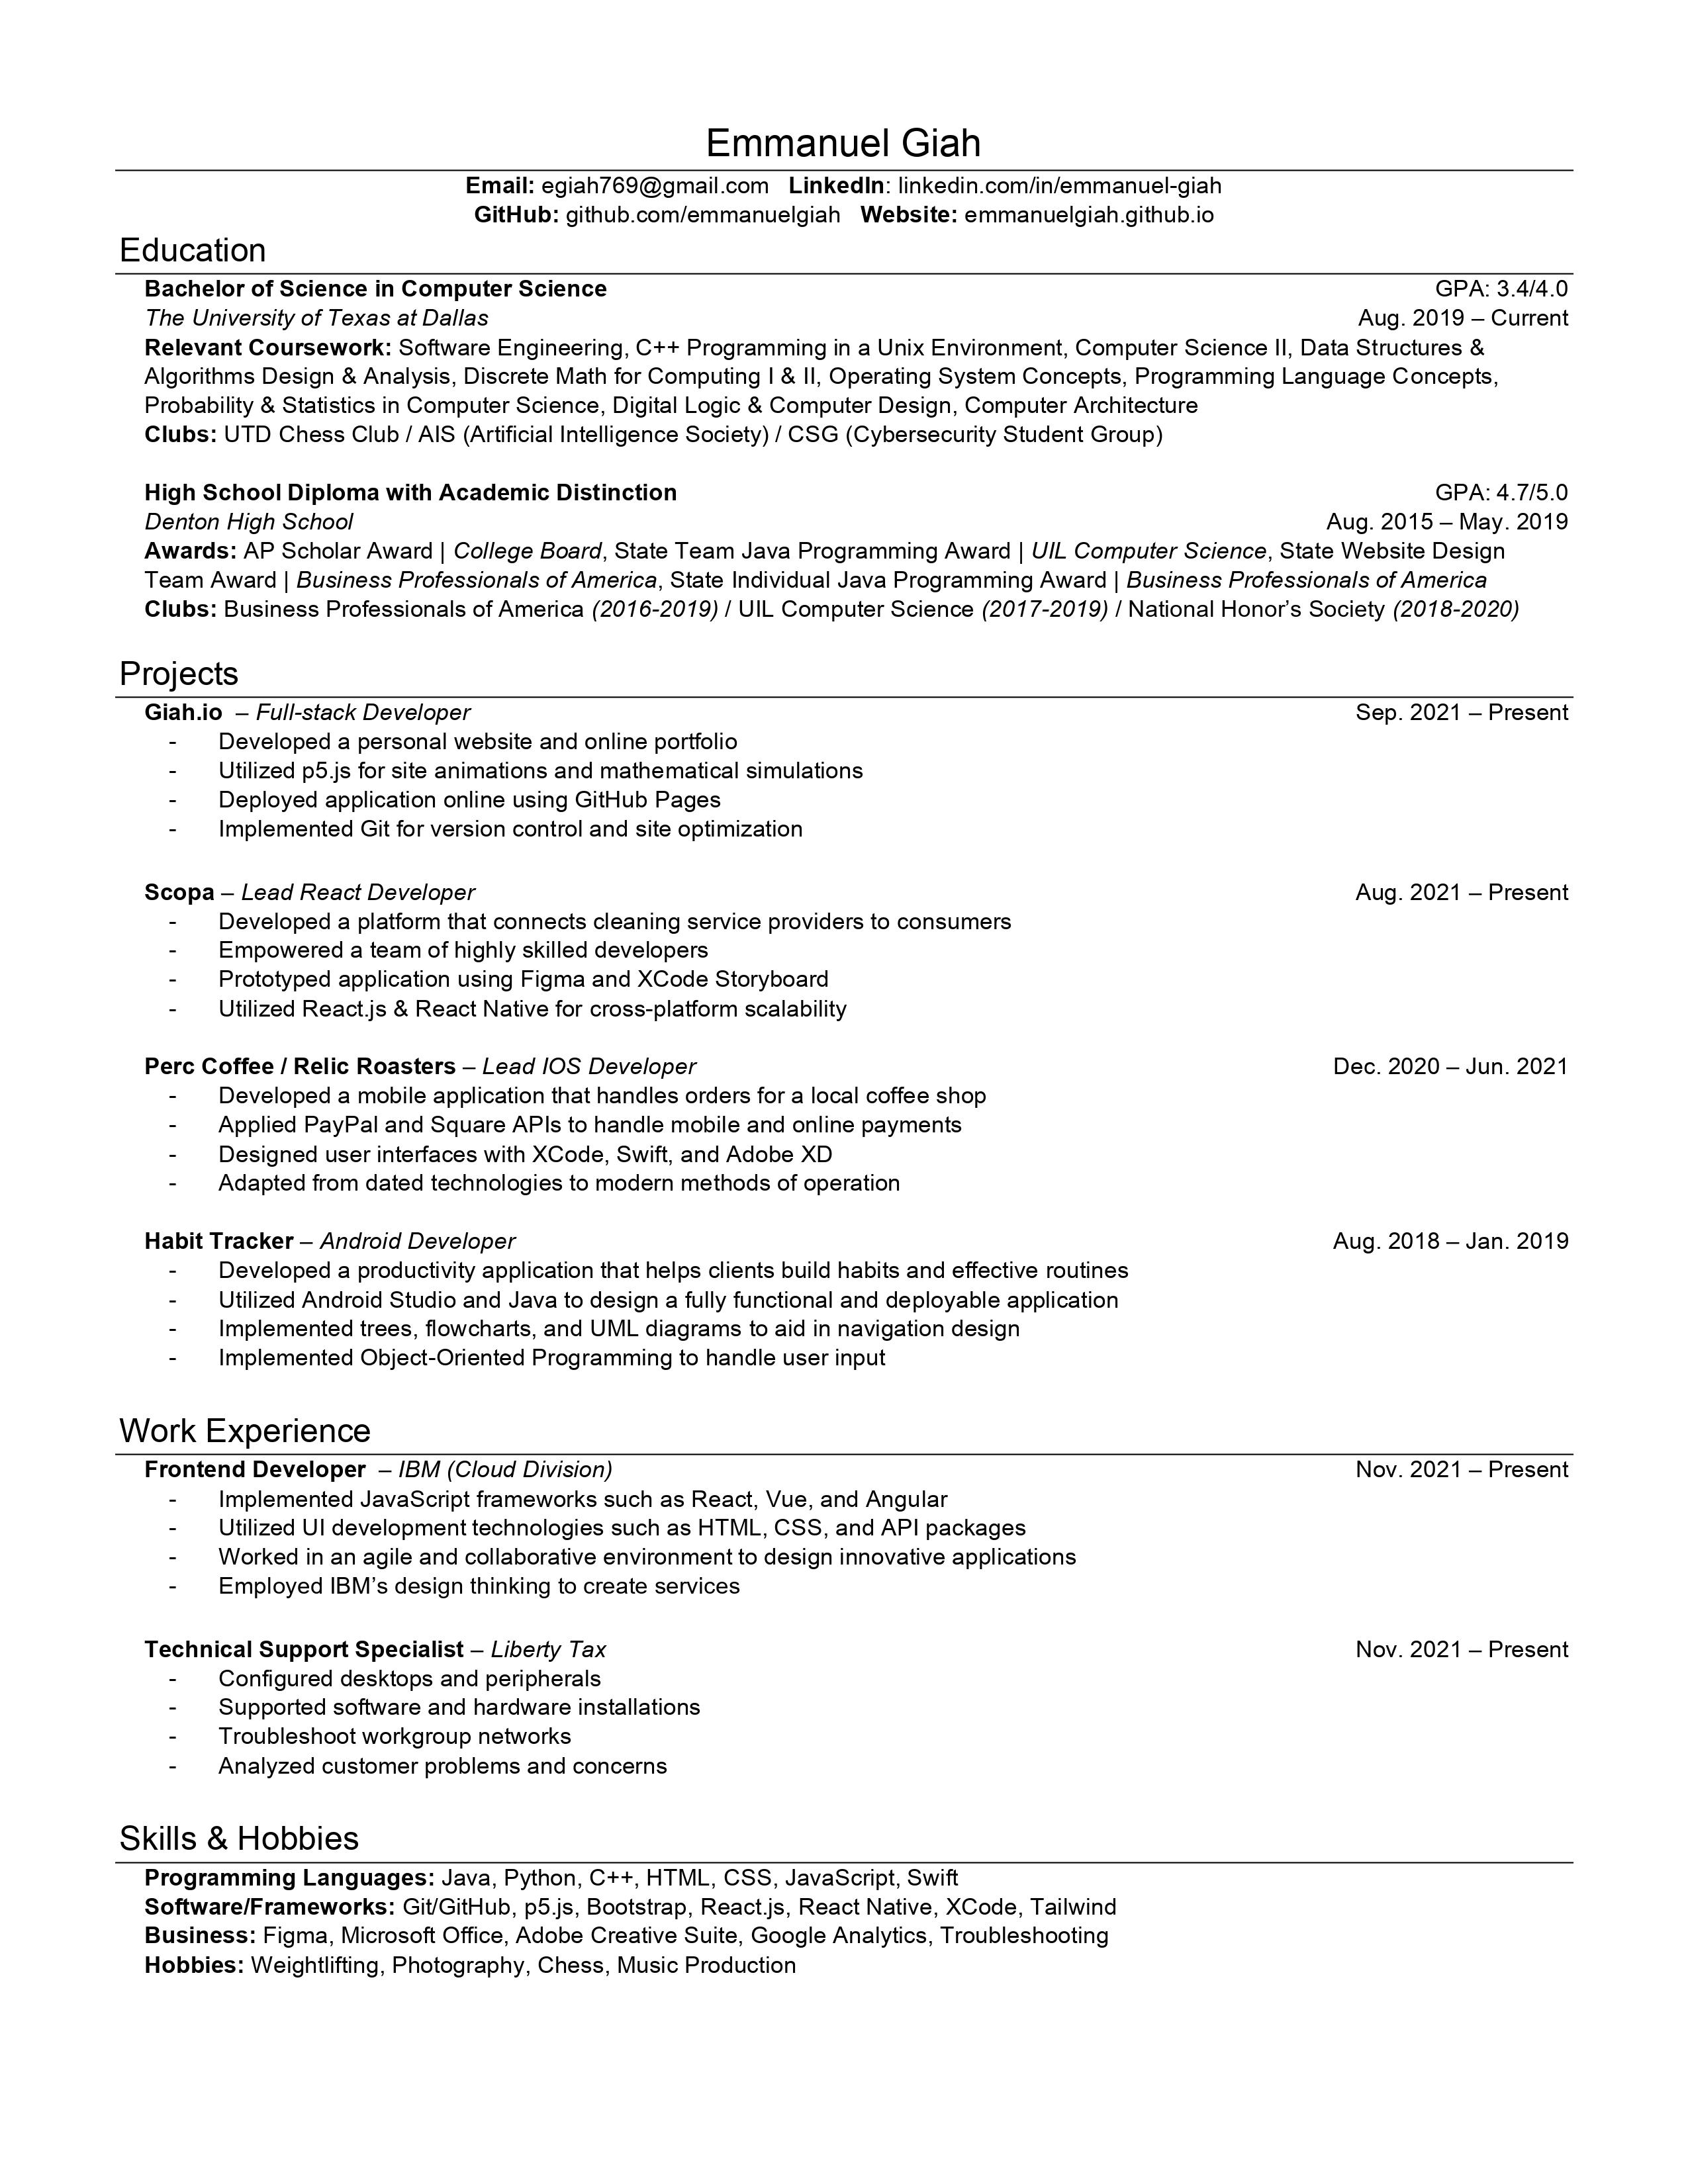 Emmanuel Giah
Email: egiah769@gmail.com LinkedIn: linkedin.com/in/emmanuel-giah
GitHub: github.com/emmanuelgiah Website: emmanuelgiah.github.io
Education
Bachelor of Science in Computer Science GPA: 3.4/4.0
The University of Texas at Dallas Aug. 2019 – Current
Relevant Coursework: Software Engineering, C++ Programming in a Unix Environment, Computer Science II, Data Structures &
Algorithms Design & Analysis, Discrete Math for Computing I & II, Operating System Concepts, Programming Language Concepts,
Probability & Statistics in Computer Science, Digital Logic & Computer Design, Computer Architecture
Clubs: UTD Chess Club / AIS (Artificial Intelligence Society) / CSG (Cybersecurity Student Group)
High School Diploma with Academic Distinction GPA: 4.7/5.0
Denton High School Aug. 2015 – May. 2019
Awards: AP Scholar Award | College Board, State Team Java Programming Award | UIL Computer Science, State Website Design
Team Award | Business Professionals of America, State Individual Java Programming Award | Business Professionals of America
Clubs: Business Professionals of America (2016-2019) / UIL Computer Science (2017-2019) / National Honor’s Society (2018-2020)
Projects
Giah.io – Full-stack Developer Sep. 2021 – Present
- Developed a personal website and online portfolio
- Utilized p5.js for site animations and mathematical simulations
- Deployed application online using GitHub Pages
- Implemented Git for version control and site optimization
Scopa – Lead React Developer Aug. 2021 – Present
- Developed a platform that connects cleaning service providers to consumers
- Empowered a team of highly skilled developers
- Prototyped application using Figma and XCode Storyboard
- Utilized React.js & React Native for cross-platform scalability
Perc Coffee / Relic Roasters – Lead IOS Developer Dec. 2020 – Jun. 2021
- Developed a mobile application that handles orders for a local coffee shop
- Applied PayPal and Square APIs to handle mobile and online payments
- Designed user interfaces with XCode, Swift, and Adobe XD
- Adapted from dated technologies to modern methods of operation
Habit Tracker – Android Developer Aug. 2018 – Jan. 2019
- Developed a productivity application that helps clients build habits and effective routines
- Utilized Android Studio and Java to design a fully functional and deployable application
- Implemented trees, flowcharts, and UML diagrams to aid in navigation design
- Implemented Object-Oriented Programming to handle user input
Work Experience
Frontend Developer – IBM (Cloud Division) Nov. 2021 – Present
- Implemented JavaScript frameworks such as React, Vue, and Angular
- Utilized UI development technologies such as HTML, CSS, and API packages
- Worked in an agile and collaborative environment to design innovative applications
- Employed IBM’s design thinking to create services
Technical Support Specialist – Liberty Tax Nov. 2021 – Present
- Configured desktops and peripherals
- Supported software and hardware installations
- Troubleshoot workgroup networks
- Analyzed customer problems and concerns
Skills & Hobbies
Programming Languages: Java, Python, C++, HTML, CSS, JavaScript, Swift
Software/Frameworks: Git/GitHub, p5.js, Bootstrap, React.js, React Native, XCode, Tailwind
Business: Figma, Microsoft Office, Adobe Creative Suite, Google Analytics, Troubleshooting
Hobbies: Weightlifting, Photography, Chess, Music Production